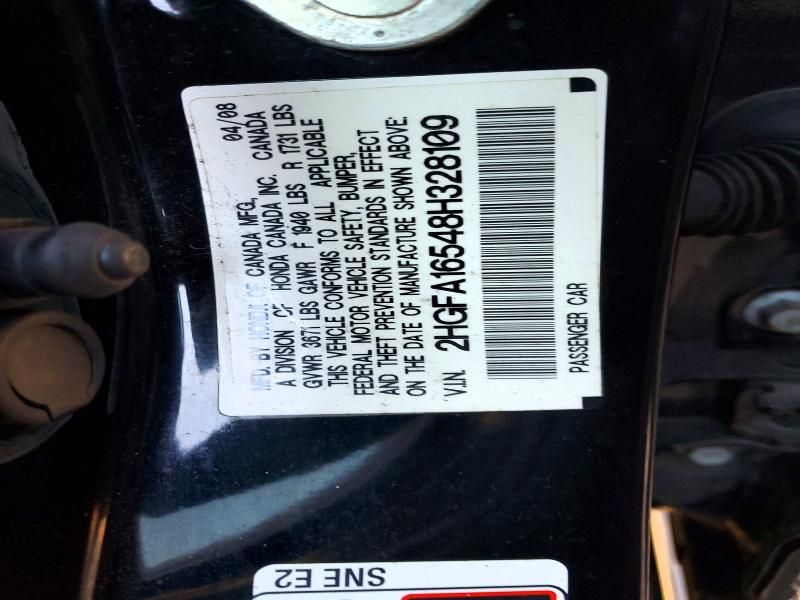 MFD. BY HONDA OF CANADA MFG., 04/08
A DIVISION OF HONDA CANADA INC. CANADA
GVWR 3671 LBS GAWR F 1940 LBS R 1731 LBS
THIS VEHICLE CONFORMS TO ALL APPLICABLE
FEDERAL MOTOR VEHICLE SAFETY, BUMPER,
AND THEFT PREVENTION STANDARDS IN EFFECT
ON THE DATE OF MANUFACTURE SHOWN ABOVE.
V.I.N. 2HGFA16548H328109
PASSENGER CAR
SNE E2